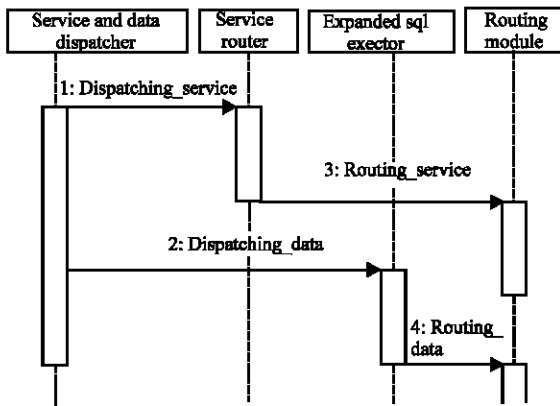 Service and data
dispatcher
Service
router
Expanded sql
exector
Routing
module
1: Dispatching_service
3: Routing_service
2: Dispatching_data
4: Routing_
data